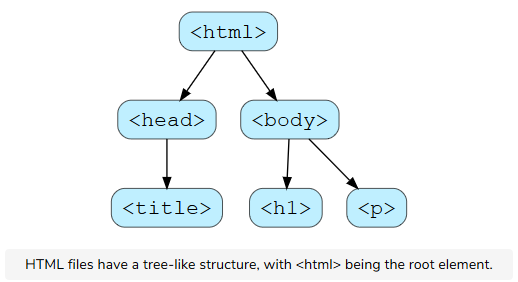 <html>
<head> <body>
<title> <h1> <p>
HTML files have a tree-like structure, with <html> being the root element.